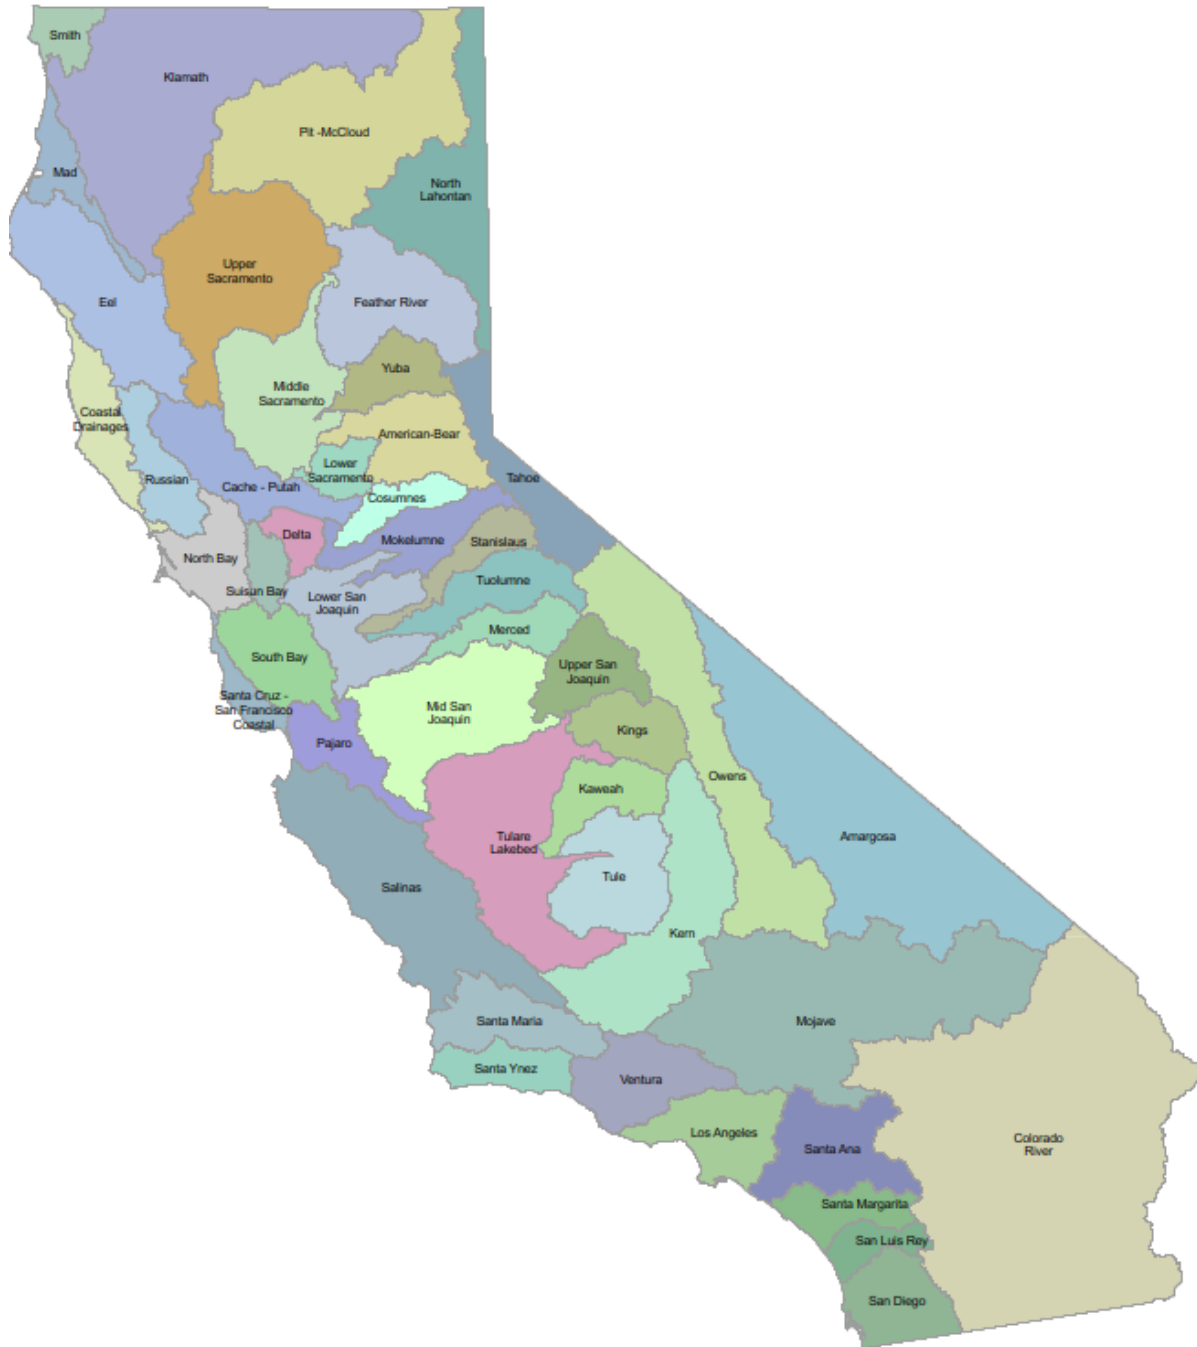 Smith
Klamath
Pit -McCloud
Mad
North
Lahontan
Upper
Sacramento
Eel
Feather River
Yuba
Middle
Sacramento
Coastal
Drainages
American-Bear
Lower
Sacramento
Tahoe
Russian
Cache - Putah
Cosumnes
Delta
Mokelumne
Stanislaus
North Bay
Tuolumne
Suisun Bay
Lower San
Joaquin
Merced
South Bay
Upper San
Joaquin
Santa Cruz -
San Francisco
Coastal
Mid San
Joaquin
Kings
Pajaro
Owens
Kaweah
Amargosa
Tulare
Lakebed
Tule
Salinas
Kern
Santa Maria
Mojave
Santa Ynez
Ventura
Los Angeles
Santa Ana
Colorado
River
Santa Margarita
San Luis Rey
San Diego